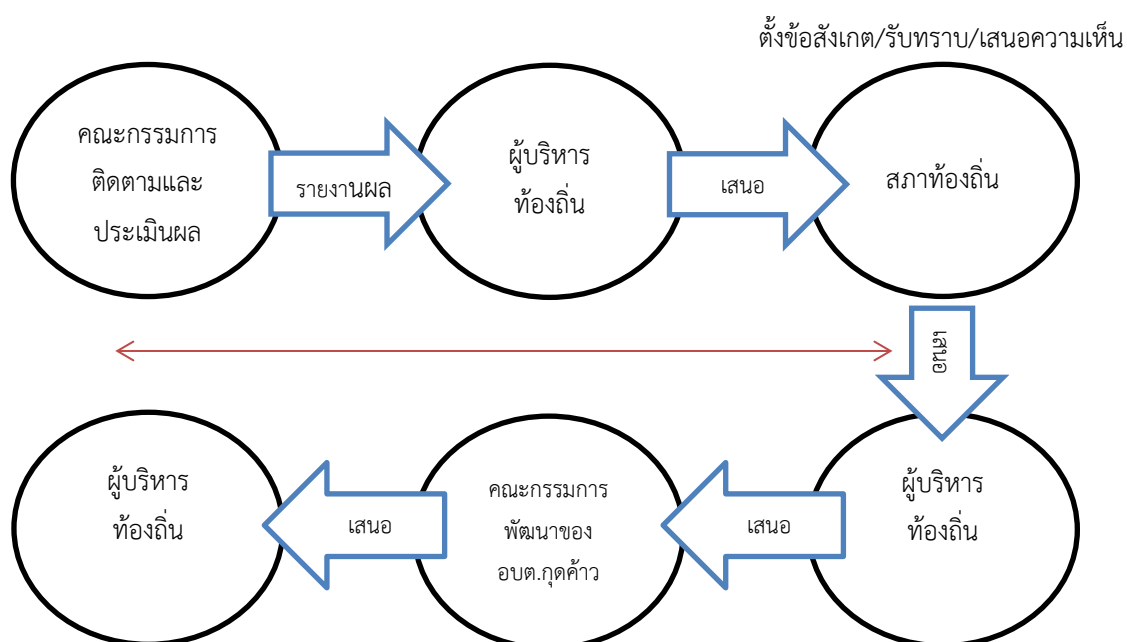 ตั้งข้อสังเกต/รับทราบ/เสนอความเห็น
คณะกรรมการ
ติดตามและ
ประเมินผล
รายงานผล
ผู้บริหาร
ท้องถิ่น
เสนอ
สภาท้องถิ่น
เสนอ
ผู้บริหาร
ท้องถิ่น
เสนอ
คณะกรรมการ
พัฒนาของ
อบต.กุดค้าว
เสนอ
ผู้บริหาร
ท้องถิ่น